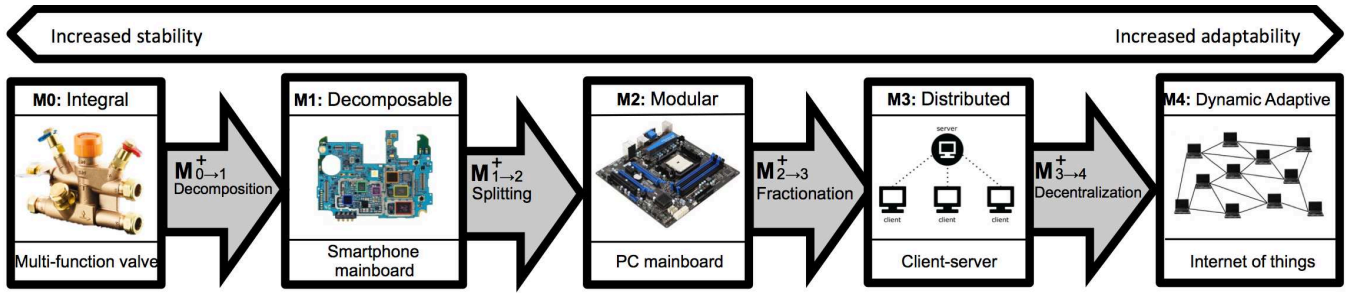 Increased stability
Increased adaptability
M0: Integral
Multi-function valve
M+0→1
Decomposition
M1: Decomposable
Smartphone
mainboard
M+1→2
Splitting
M2: Modular
PC mainboard
M+2→3
Fractionation
M3: Distributed
server
client
client
client
Client-server
M+3→4
Decentralization
M4: Dynamic Adaptive
Internet of things